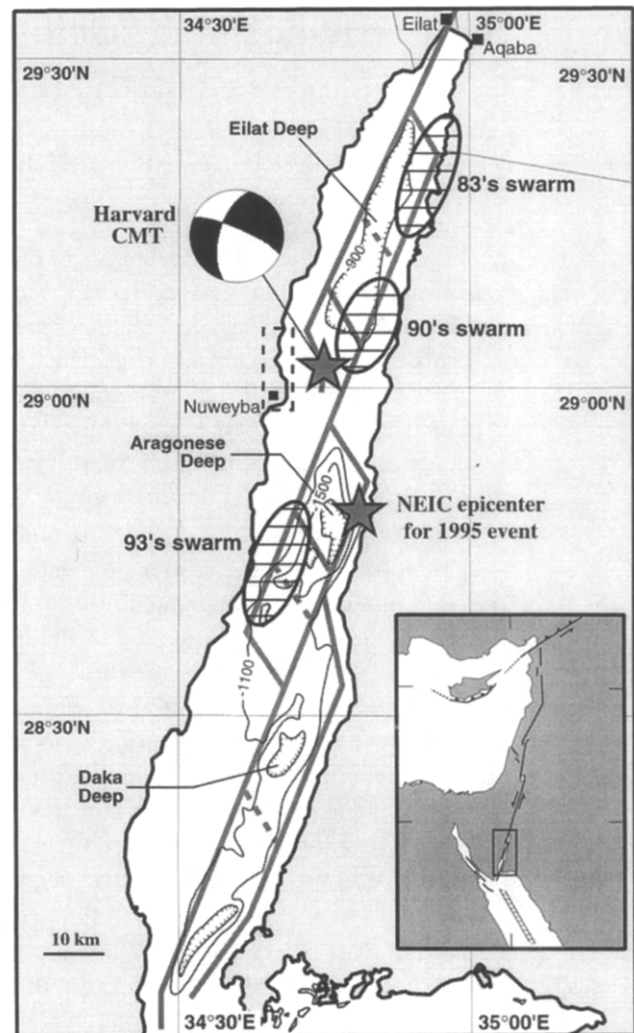 34°30'E
Eilat
35°00'E
Aqaba
29°30'N
29°30'N
Eilat Deep
83's swarm
Harvard
CMT
-900-
90's swarm
29°00'N
29°00'N
Nuweyba
Aragonese
Deep
-1500
NEIC epicenter
for 1995 event
93's swarm
-1100
28°30'N
Daka
Deep
10 km
34°30'E
35°00'E